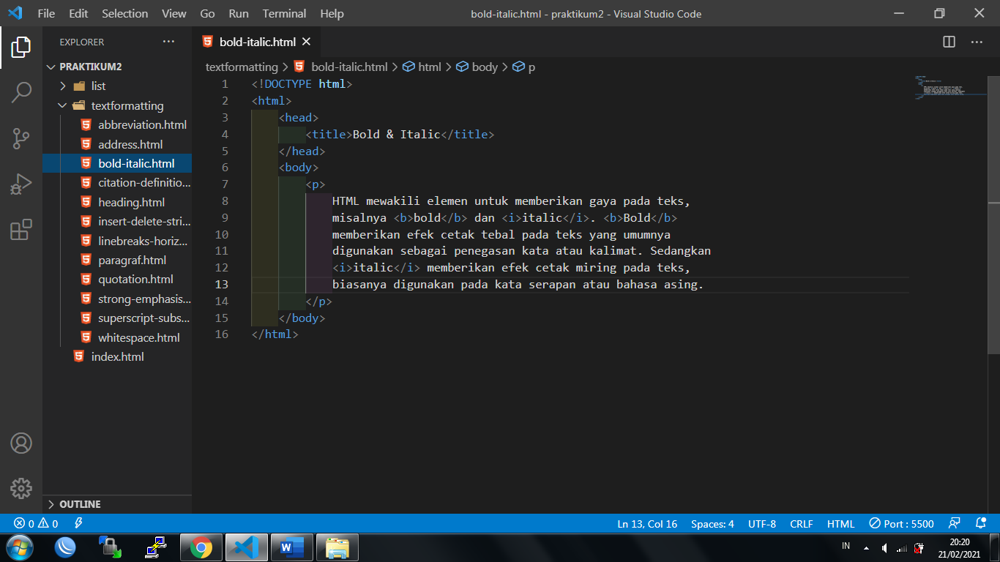 File Edit Selection View Go Run Terminal Help
bold-italic.html - praktikum2 - Visual Studio Code
EXPLORER
PRAKTIKUM2
list
textformatting
abbreviation.html
address.html
bold-italic.html
citation-definitio...
heading.html
insert-delete-stri...
linebreaks-horiz...
paragraf.html
quotation.html
strong-emphasis...
superscript-subs...
whitespace.html
index.html
OUTLINE
bold-italic.html
textformatting > bold-italic.html > html > body > p
1 <!DOCTYPE html>
2 <html>
3 <head>
4 <title>Bold & Italic</title>
5 </head>
6 <body>
7 <p>
8 HTML mewakili elemen untuk memberikan gaya pada teks,
9 misalnya <b>bold</b> dan <i>italic</i>. <b>Bold</b>
10 memberikan efek cetak tebal pada teks yang umumnya
11 digunakan sebagai penegasan kata atau kalimat. Sedangkan
12 <i>italic</i> memberikan efek cetak miring pada teks,
13 biasanya digunakan pada kata serapan atau bahasa asing.
14 </p>
15 </body>
16 </html>
0 0
Ln 13, Col 16 Spaces: 4 UTF-8 CRLF HTML Port : 5500
IN
20:20
21/02/2021